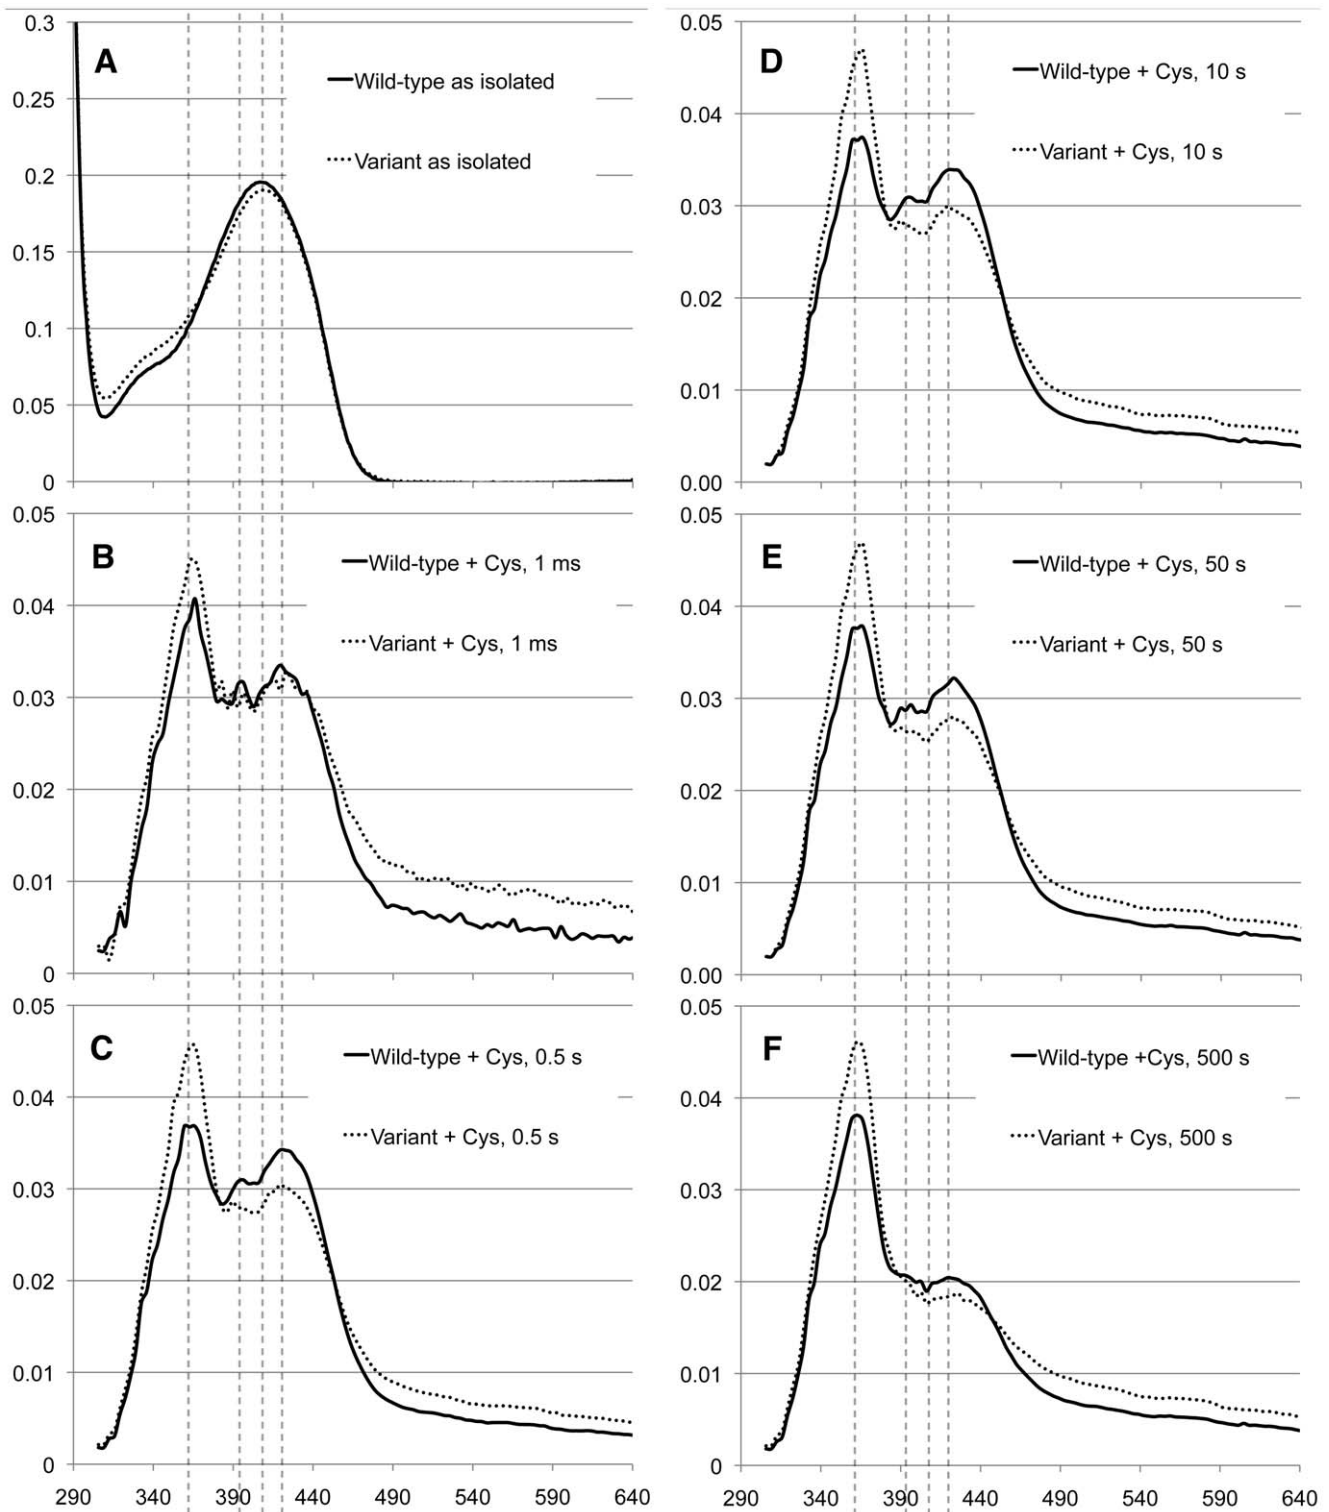 A
0.3
0.25
0.2
0.15
0.1
0.05
0
Wild-type as isolated
Variant as isolated
B
0.05
0.04
0.03
0.02
0.01
0
Wild-type + Cys, 1 ms
Variant + Cys, 1 ms
C
0.05
0.04
0.03
0.02
0.01
0
Wild-type + Cys, 0.5 s
Variant + Cys, 0.5 s
290 340 390 440 490 540 590 640
D
0.05
0.04
0.03
0.02
0.01
0.00
Wild-type + Cys, 10 s
Variant + Cys, 10 s
E
0.05
0.04
0.03
0.02
0.01
0.00
Wild-type + Cys, 50 s
Variant + Cys, 50 s
F
0.05
0.04
0.03
0.02
0.01
0
Wild-type +Cys, 500 s
Variant + Cys, 500 s
290 340 390 440 490 540 590 640